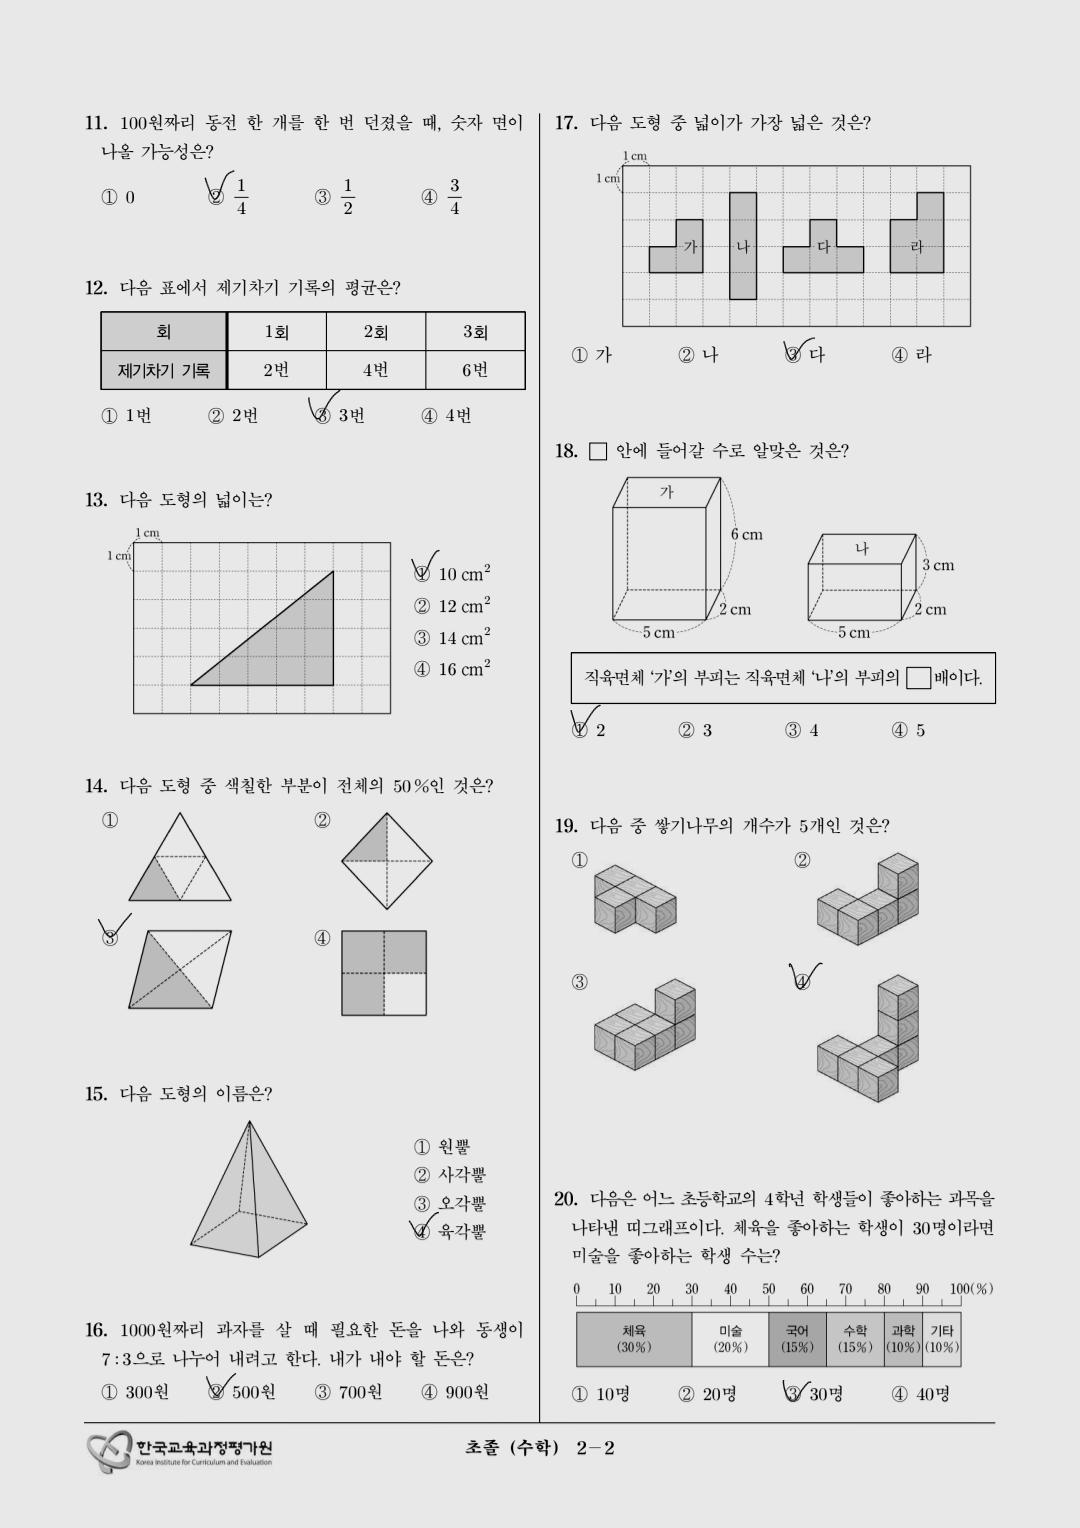 11. 100원짜리 동전 한 개를 한 번 던졌을 때, 숫자 면이
나올 가능성은?
① 0 ② 1/4 ③ 1/2 ④ 3/4
12. 다음 표에서 제기차기 기록의 평균은?
회 1회 2회 3회
제기차기 기록 2번 4번 6번
① 1번 ② 2번 ③ 3번 ④ 4번
13. 다음 도형의 넓이는?
1 cm
1 cm
① 10 cm²
② 12 cm²
③ 14 cm²
④ 16 cm²
14. 다음 도형 중 색칠한 부분이 전체의 50%인 것은?
① ②
③ ④
15. 다음 도형의 이름은?
① 원뿔
② 사각뿔
③ 오각뿔
④ 육각뿔
16. 1000원짜리 과자를 살 때 필요한 돈을 나와 동생이
7:3으로 나누어 내려고 한다. 내가 내야 할 돈은?
① 300원 ② 500원 ③ 700원 ④ 900원
17. 다음 도형 중 넓이가 가장 넓은 것은?
1 cm
1 cm
가 나 다 라
① 가 ② 나 ③ 다 ④ 라
18. □ 안에 들어갈 수로 알맞은 것은?
가
6 cm
2 cm
5 cm
나
3 cm
2 cm
5 cm
직육면체 '가'의 부피는 직육면체 '나'의 부피의 □배이다.
① 2 ② 3 ③ 4 ④ 5
19. 다음 중 쌓기나무의 개수가 5개인 것은?
① ②
③ ④
20. 다음은 어느 초등학교의 4학년 학생들이 좋아하는 과목을
나타낸 띠그래프이다. 체육을 좋아하는 학생이 30명이라면
미술을 좋아하는 학생 수는?
0 10 20 30 40 50 60 70 80 90 100(%)
체육 미술 국어 수학 과학 기타
(30%) (20%) (15%) (15%) (10%) (10%)
① 10명 ② 20명 ③ 30명 ④ 40명
한국교육과정평가원
Korea Institute for Curriculum and Evaluation
초졸 (수학) 2-2